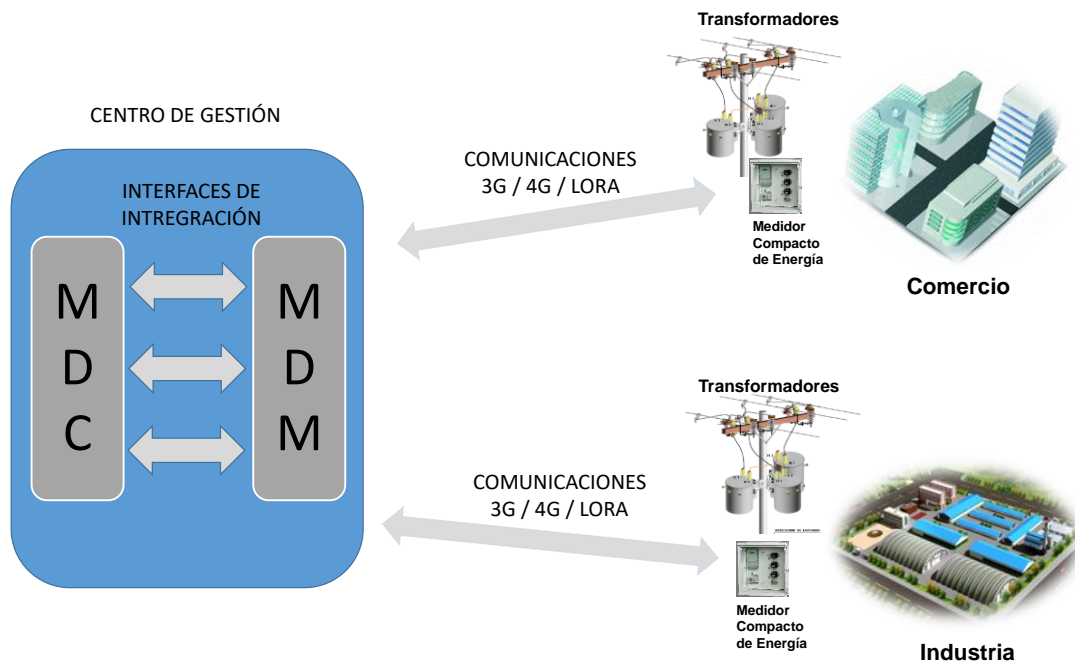 CENTRO DE GESTIÓN
INTERFACES DE
INTREGRACIÓN
M
D
C
M
D
M
COMUNICACIONES
3G / 4G / LORA
Transformadores
Medidor
Compacto
de Energía
Comercio
COMUNICACIONES
3G / 4G / LORA
Transformadores
Medidor
Compacto
de Energía
Industria